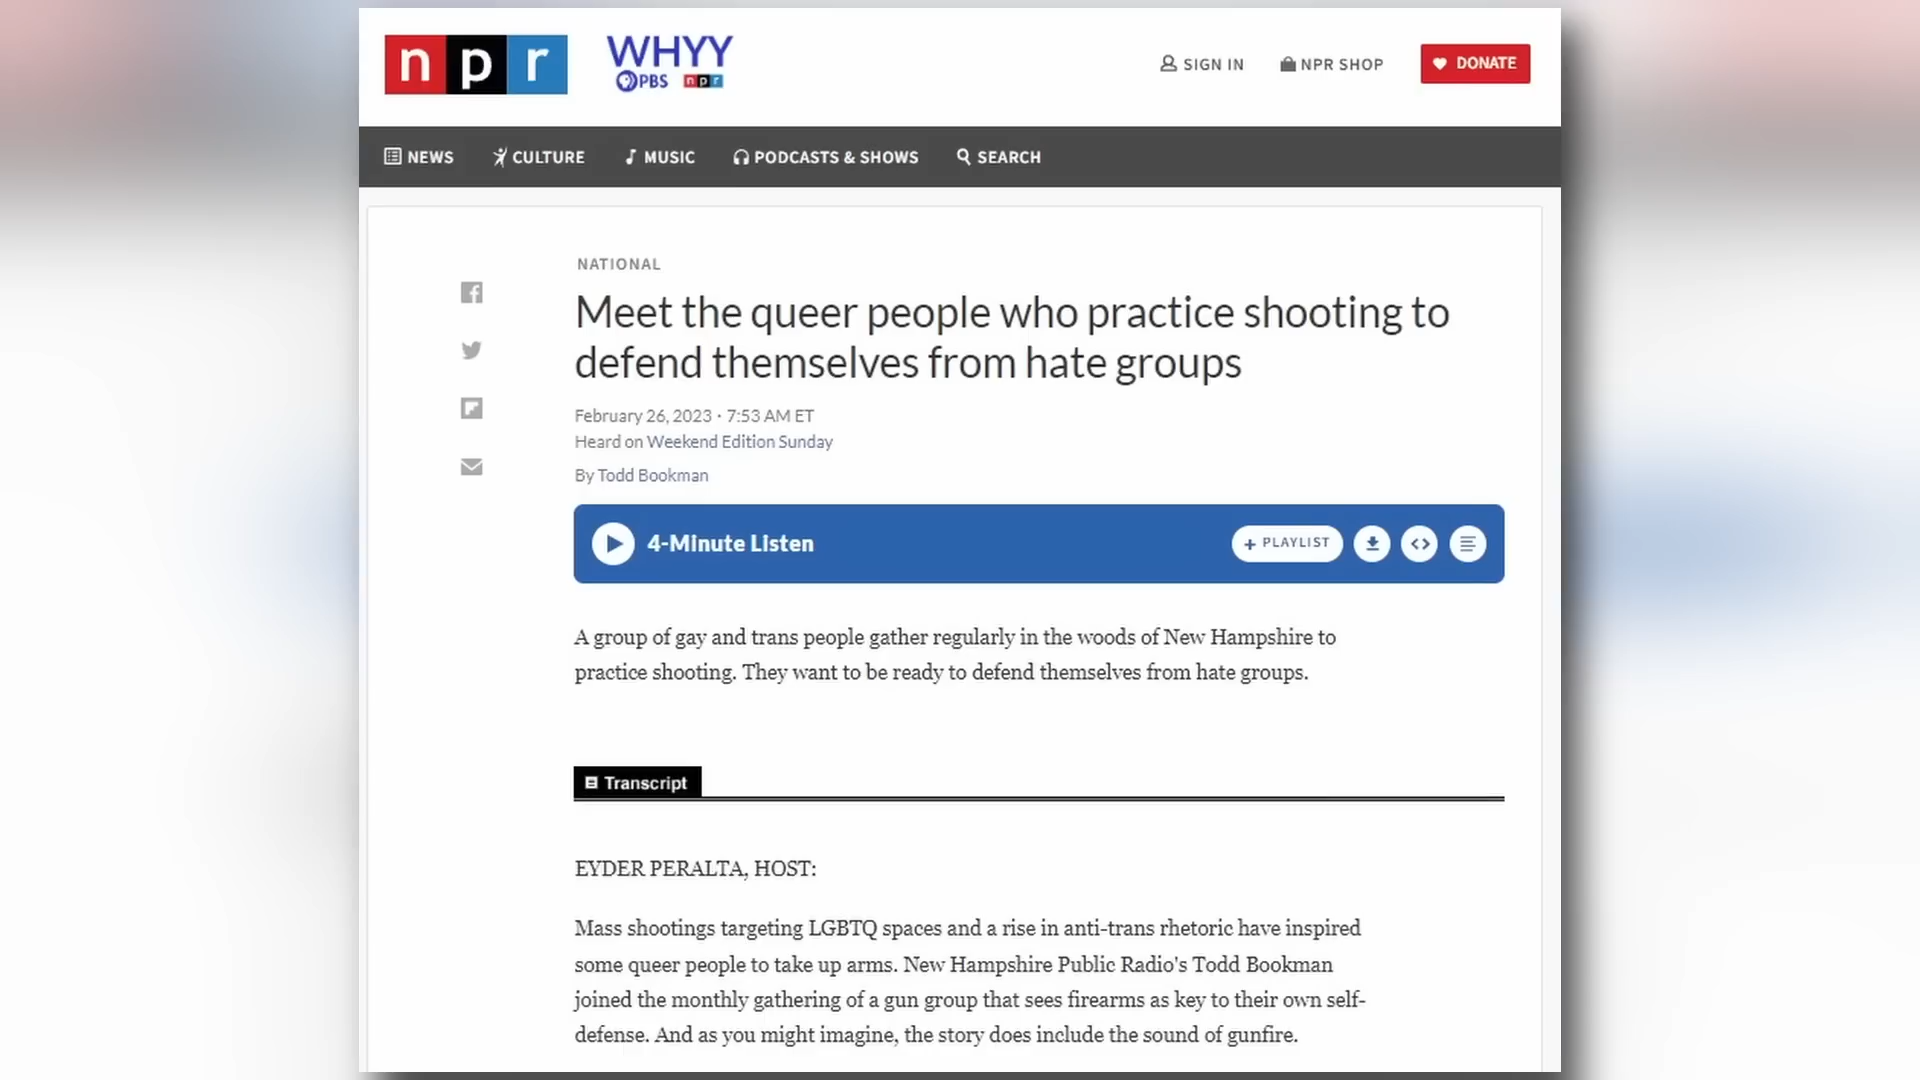 npr
WHYY
PBS npr
SIGN IN
NPR SHOP
DONATE
NEWS
CULTURE
MUSIC
PODCASTS & SHOWS
SEARCH
NATIONAL
Meet the queer people who practice shooting to
defend themselves from hate groups
February 26, 2023 · 7:53 AM ET
Heard on Weekend Edition Sunday
By Todd Bookman
4-Minute Listen
+ PLAYLIST
A group of gay and trans people gather regularly in the woods of New Hampshire to
practice shooting. They want to be ready to defend themselves from hate groups.
Transcript
EYDER PERALTA, HOST:
Mass shootings targeting LGBTQ spaces and a rise in anti-trans rhetoric have inspired
some queer people to take up arms. New Hampshire Public Radio's Todd Bookman
joined the monthly gathering of a gun group that sees firearms as key to their own self-
defense. And as you might imagine, the story does include the sound of gunfire.